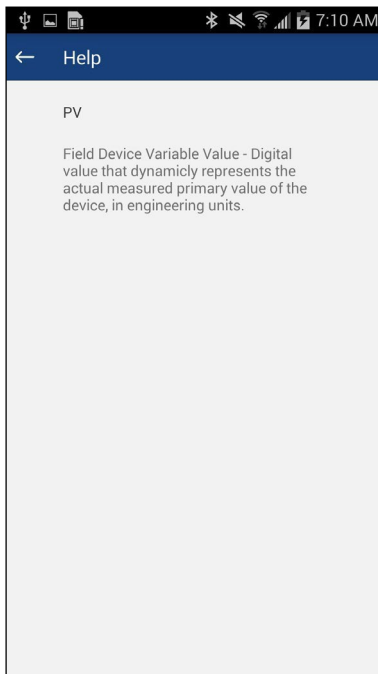 7:10 AM
Help
PV
Field Device Variable Value - Digital
value that dynamicly represents the
actual measured primary value of the
device, in engineering units.